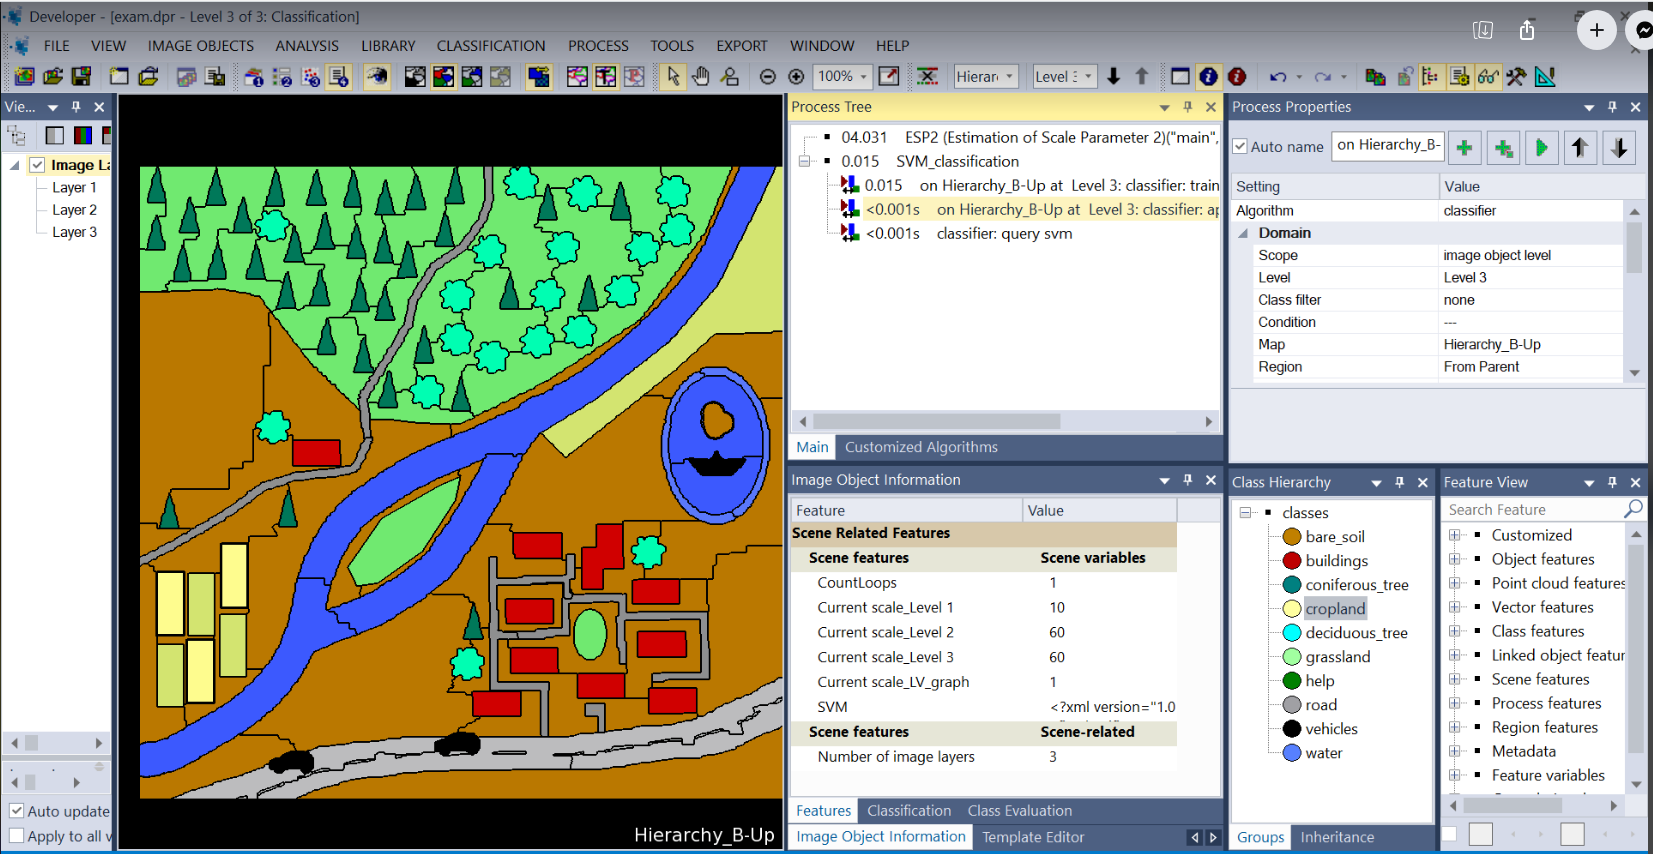 Developer - [exam.dpr - Level 3 of 3: Classification]
FILE VIEW IMAGE OBJECTS ANALYSIS LIBRARY CLASSIFICATION PROCESS TOOLS EXPORT WINDOW HELP
100% Hierar Level
Vie...
Image La
Layer 1
Layer 2
Layer 3
Auto update
Apply to all v
Hierarchy_B-Up
Process Tree
04.031 ESP2 (Estimation of Scale Parameter 2)("main",
0.015 SVM_classification
0.015 on Hierarchy_B-Up at Level 3: classifier: train
<0.001s on Hierarchy_B-Up at Level 3: classifier: ap
<0.001s classifier: query svm
Main Customized Algorithms
Image Object Information
Feature Value
Scene Related Features
Scene features Scene variables
CountLoops 1
Current scale_Level 1 10
Current scale_Level 2 60
Current scale_Level 3 60
Current scale_LV_graph 1
SVM <?xml version="1.0
Scene features Scene-related
Number of image layers 3
Features Classification Class Evaluation
Image Object Information Template Editor
Process Properties
Auto name on Hierarchy_B-
Setting Value
Algorithm classifier
Domain
Scope image object level
Level Level 3
Class filter none
Condition ---
Map Hierarchy_B-Up
Region From Parent
Class Hierarchy
classes
bare_soil
buildings
coniferous_tree
cropland
deciduous_tree
grassland
help
road
vehicles
water
Groups Inheritance
Feature View
Search Feature
Customized
Object features
Point cloud features
Vector features
Class features
Linked object featur
Scene features
Process features
Region features
Metadata
Feature variables